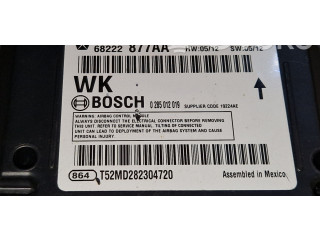 68222 877AA HW:05/12 SW:05/12
WK
BOSCH 0 285 012 019 SUPPLIER CODE 19224AE
WARNING: AIRBAG CONTROL MODULE
ALWAYS DISCONNECT THE ELECTRICAL CONNECTOR BEFORE REMOVING
THIS UNIT. REFER TO SERVICE MANUAL. TILTING OF CONNECTED
UNIT CAN LEAD TO DEPLOYMENT OF THE AIRBAG SYSTEM AND CAUSE
PERSONAL INJURY.
864 T52MD282304720 Assembled in Mexico